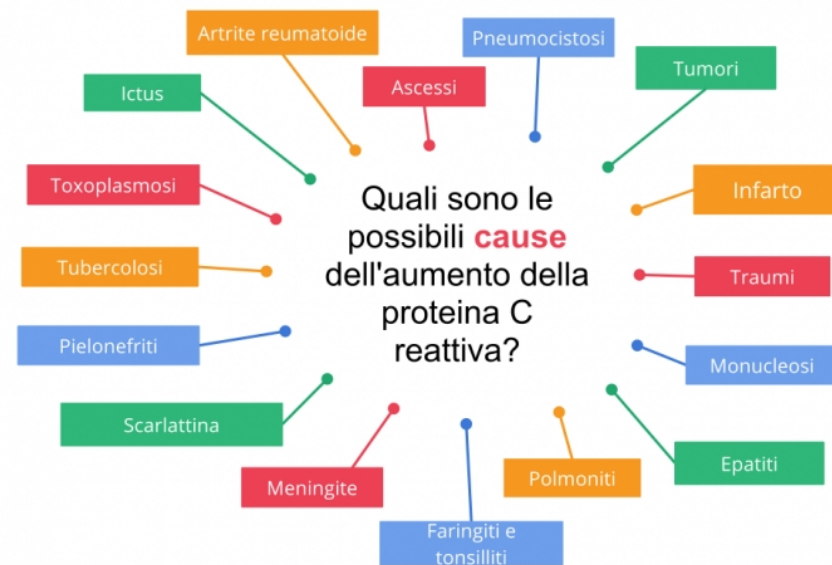 Artrite reumatoide
Pneumocistosi
Tumori
Ictus
Ascessi
Toxoplasmosi
Infarto
Quali sono le
possibili cause
dell'aumento della
proteina C
reattiva?
Tubercolosi
Traumi
Pielonefriti
Monucleosi
Scarlattina
Epatiti
Meningite
Polmoniti
Faringiti e
tonsilliti